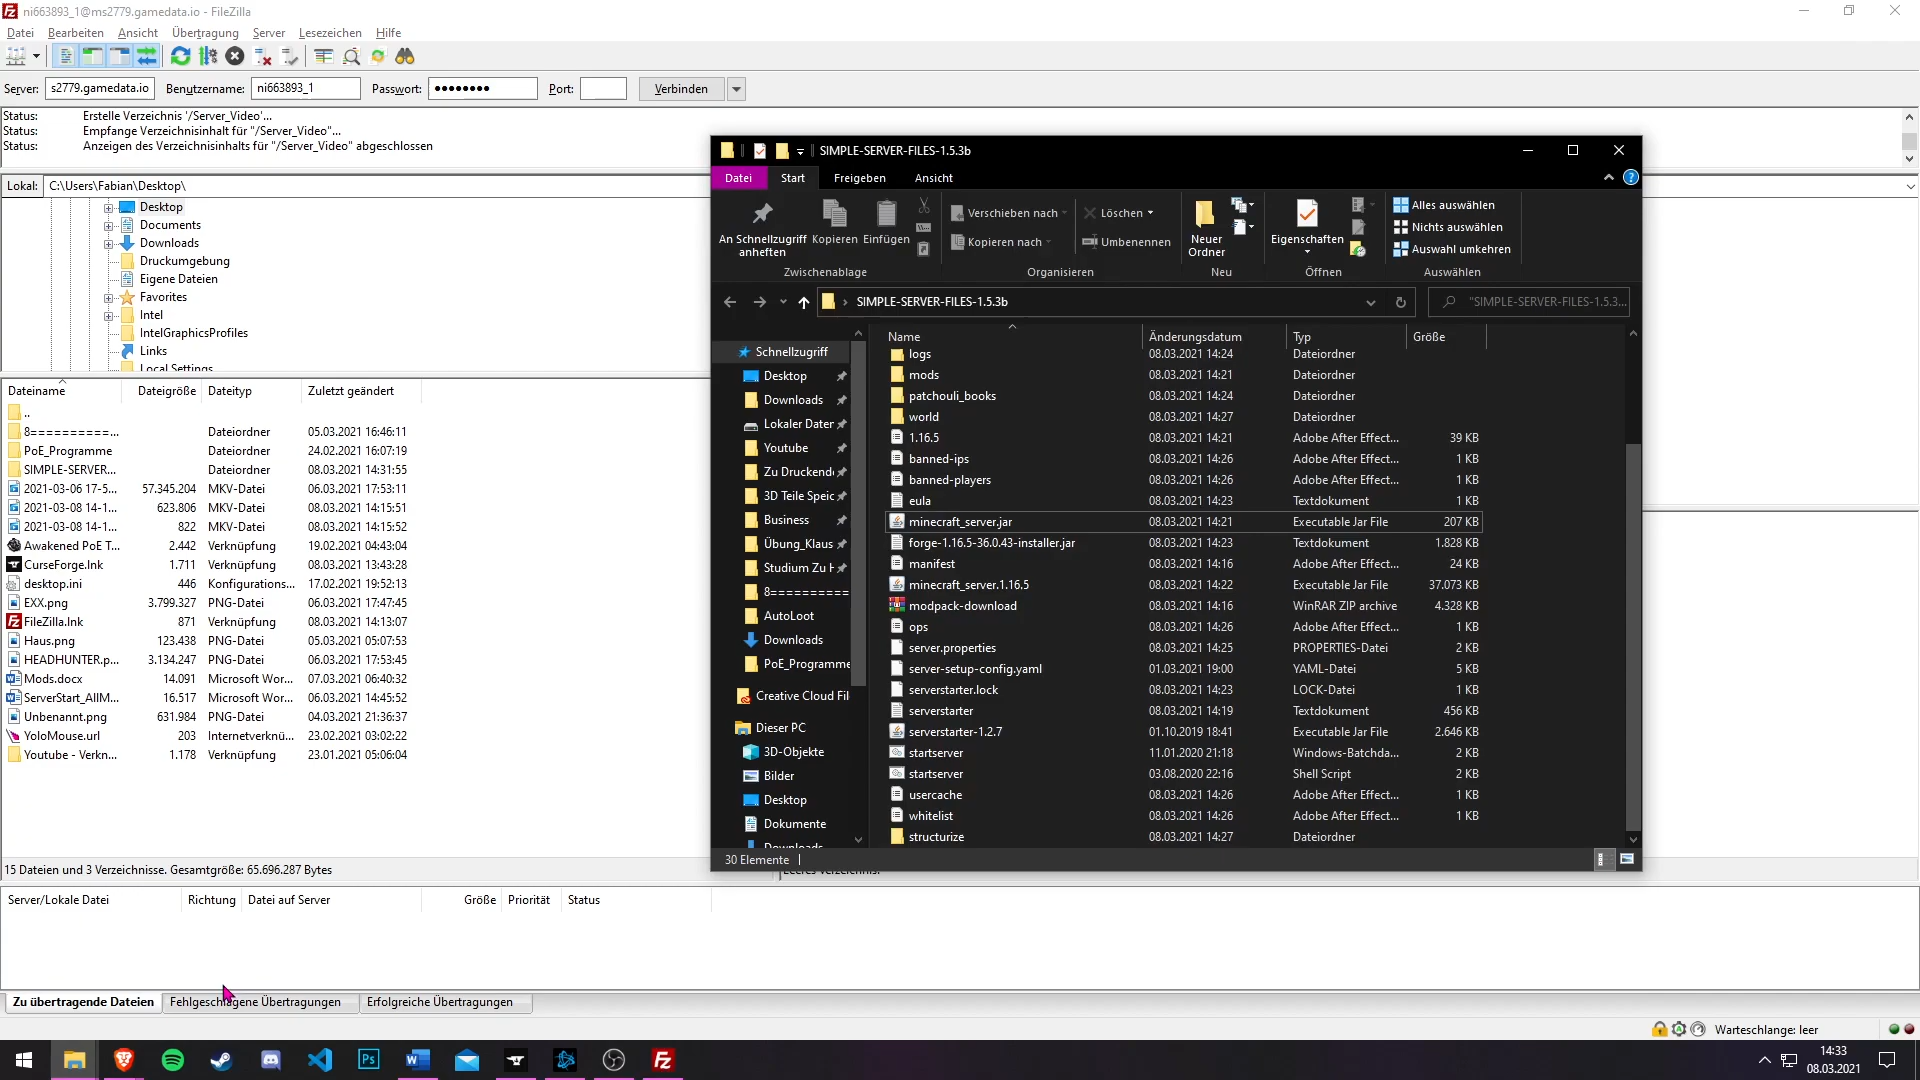 ni663893_1@ms2779.gamedata.io - FileZilla
Datei Bearbeiten Ansicht Übertragung Server Lesezeichen Hilfe
Server: s2779.gamedata.io Benutzername: ni663893_1 Passwort: ●●●●●●●● Port: Verbinden
Status: Erstelle Verzeichnis '/Server_Video'...
Status: Empfange Verzeichnisinhalt für "/Server_Video"...
Status: Anzeigen des Verzeichnisinhalts für "/Server_Video" abgeschlossen
Lokal: C:\Users\Fabian\Desktop\
Desktop
Documents
Downloads
Druckumgebung
Eigene Dateien
Favorites
Intel
IntelGraphicsProfiles
Links
Local Settings
Dateiname Dateigröße Dateityp Zuletzt geändert
..
8==========... Dateiordner 05.03.2021 16:46:11
PoE_Programme Dateiordner 24.02.2021 16:07:19
SIMPLE-SERVER... Dateiordner 08.03.2021 14:31:55
2021-03-06 17-5... 57.345.204 MKV-Datei 06.03.2021 17:53:11
2021-03-08 14-1... 623.806 MKV-Datei 08.03.2021 14:15:51
2021-03-08 14-1... 822 MKV-Datei 08.03.2021 14:15:52
Awakened PoE T... 2.442 Verknüpfung 19.02.2021 04:43:04
CurseForge.lnk 1.711 Verknüpfung 08.03.2021 13:43:28
desktop.ini 446 Konfigurations... 17.02.2021 19:52:13
EXX.png 3.799.327 PNG-Datei 06.03.2021 17:47:45
FileZilla.lnk 871 Verknüpfung 08.03.2021 14:13:07
Haus.png 123.438 PNG-Datei 05.03.2021 05:07:53
HEADHUNTER.p... 3.134.247 PNG-Datei 06.03.2021 17:53:45
Mods.docx 14.091 Microsoft Wor... 07.03.2021 06:40:32
ServerStart_AllM... 16.517 Microsoft Wor... 06.03.2021 14:45:52
Unbenannt.png 631.984 PNG-Datei 04.03.2021 21:36:37
YoloMouse.url 203 Internetverknü... 23.02.2021 03:02:22
Youtube - Verkn... 1.178 Verknüpfung 23.01.2021 05:06:04
15 Dateien und 3 Verzeichnisse. Gesamtgröße: 65.696.287 Bytes
SIMPLE-SERVER-FILES-1.5.3b
Datei Start Freigeben Ansicht
An Schnellzugriff anheften Kopieren Einfügen
Verschieben nach Löschen
Kopieren nach Umbenennen
Neuer Ordner
Eigenschaften
Alles auswählen
Nichts auswählen
Auswahl umkehren
Zwischenablage Organisieren Neu Öffnen Auswählen
SIMPLE-SERVER-FILES-1.5.3b "SIMPLE-SERVER-FILES-1.5.3...
Schnellzugriff
Desktop
Downloads
Lokaler Daten
Youtube
Zu Druckende
3D Teile Speic
Business
Übung_Klaus
Studium Zu H
8==========
AutoLoot
Downloads
PoE_Programme
Creative Cloud Fil
Dieser PC
3D-Objekte
Bilder
Desktop
Dokumente
Downloads
Name Änderungsdatum Typ Größe
logs 08.03.2021 14:24 Dateiordner
mods 08.03.2021 14:21 Dateiordner
patchouli_books 08.03.2021 14:24 Dateiordner
world 08.03.2021 14:27 Dateiordner
1.16.5 08.03.2021 14:21 Adobe After Effect... 39 KB
banned-ips 08.03.2021 14:26 Adobe After Effect... 1 KB
banned-players 08.03.2021 14:26 Adobe After Effect... 1 KB
eula 08.03.2021 14:23 Textdokument 1 KB
minecraft_server.jar 08.03.2021 14:21 Executable Jar File 207 KB
forge-1.16.5-36.0.43-installer.jar 08.03.2021 14:23 Textdokument 1.828 KB
manifest 08.03.2021 14:16 Adobe After Effect... 24 KB
minecraft_server.1.16.5 08.03.2021 14:22 Executable Jar File 37.073 KB
modpack-download 08.03.2021 14:16 WinRAR ZIP archive 4.328 KB
ops 08.03.2021 14:26 Adobe After Effect... 1 KB
server.properties 08.03.2021 14:25 PROPERTIES-Datei 2 KB
server-setup-config.yaml 01.03.2021 19:00 YAML-Datei 5 KB
serverstarter.lock 08.03.2021 14:23 LOCK-Datei 1 KB
serverstarter 08.03.2021 14:19 Textdokument 456 KB
serverstarter-1.2.7 01.10.2019 18:41 Executable Jar File 2.646 KB
startserver 11.01.2020 21:18 Windows-Batchda... 2 KB
startserver 03.08.2020 22:16 Shell Script 2 KB
usercache 08.03.2021 14:26 Adobe After Effect... 1 KB
whitelist 08.03.2021 14:26 Adobe After Effect... 1 KB
structurize 08.03.2021 14:27 Dateiordner
30 Elemente
Leeres Verzeichnis.
Server/Lokale Datei Richtung Datei auf Server Größe Priorität Status
Zu übertragende Dateien Fehlgeschlagene Übertragungen Erfolgreiche Übertragungen
Warteschlange: leer
14:33
08.03.2021